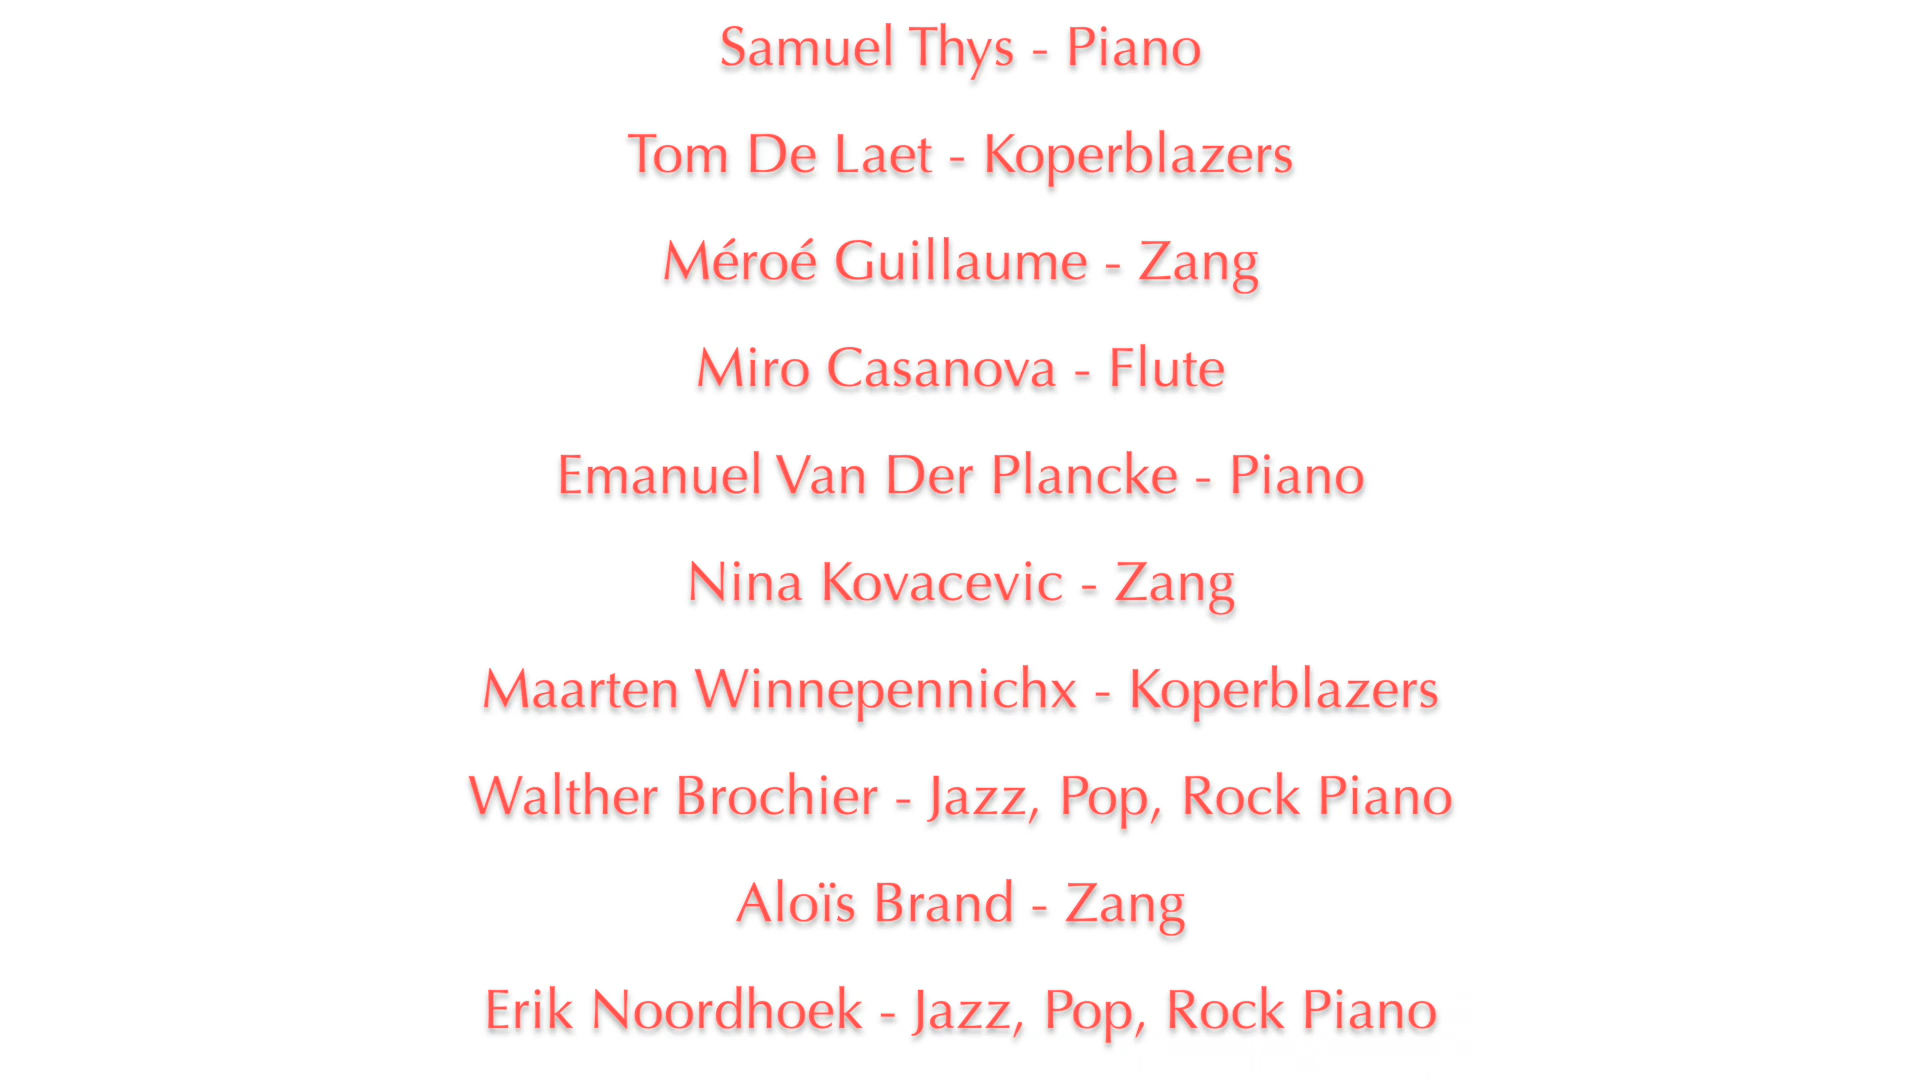 Samuel Thys - Piano
Tom De Laet - Koperblazers
Méroé Guillaume - Zang
Miro Casanova - Flute
Emanuel Van Der Plancke - Piano
Nina Kovacevic - Zang
Maarten Winnepennichx - Koperblazers
Walther Brochier - Jazz, Pop, Rock Piano
Aloïs Brand - Zang
Erik Noordhoek - Jazz, Pop, Rock Piano